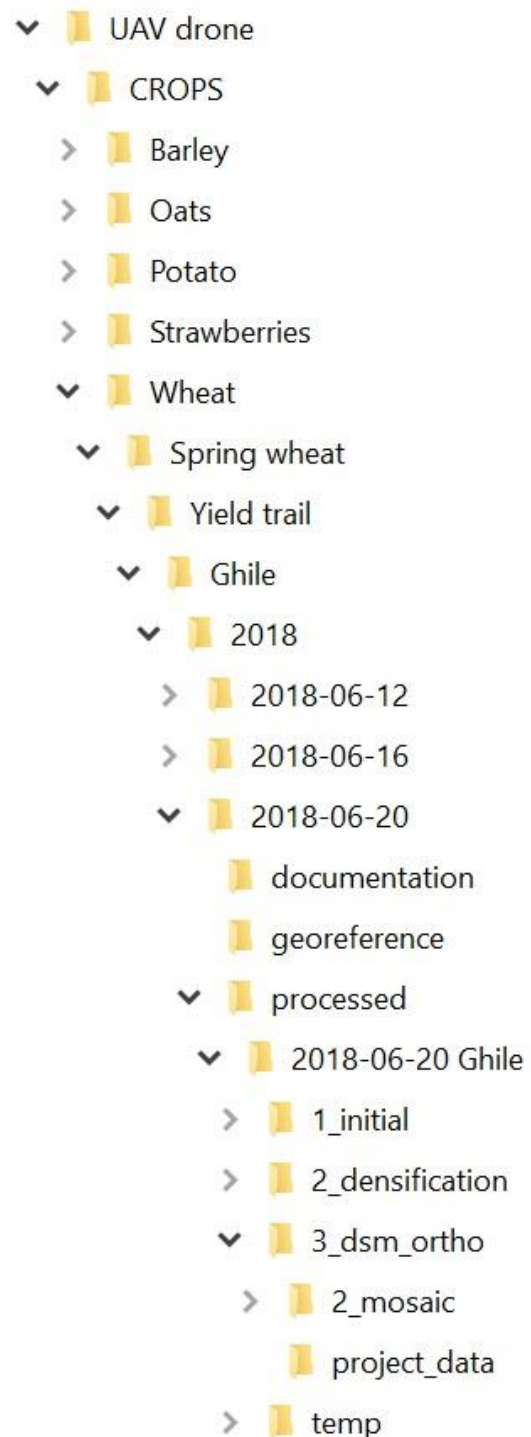 UAV drone
CROPS
Barley
Oats
Potato
Strawberries
Wheat
Spring wheat
Yield trail
Ghile
2018
2018-06-12
2018-06-16
2018-06-20
documentation
georeference
processed
2018-06-20 Ghile
1_initial
2_densification
3_dsm_ortho
2_mosaic
project_data
temp